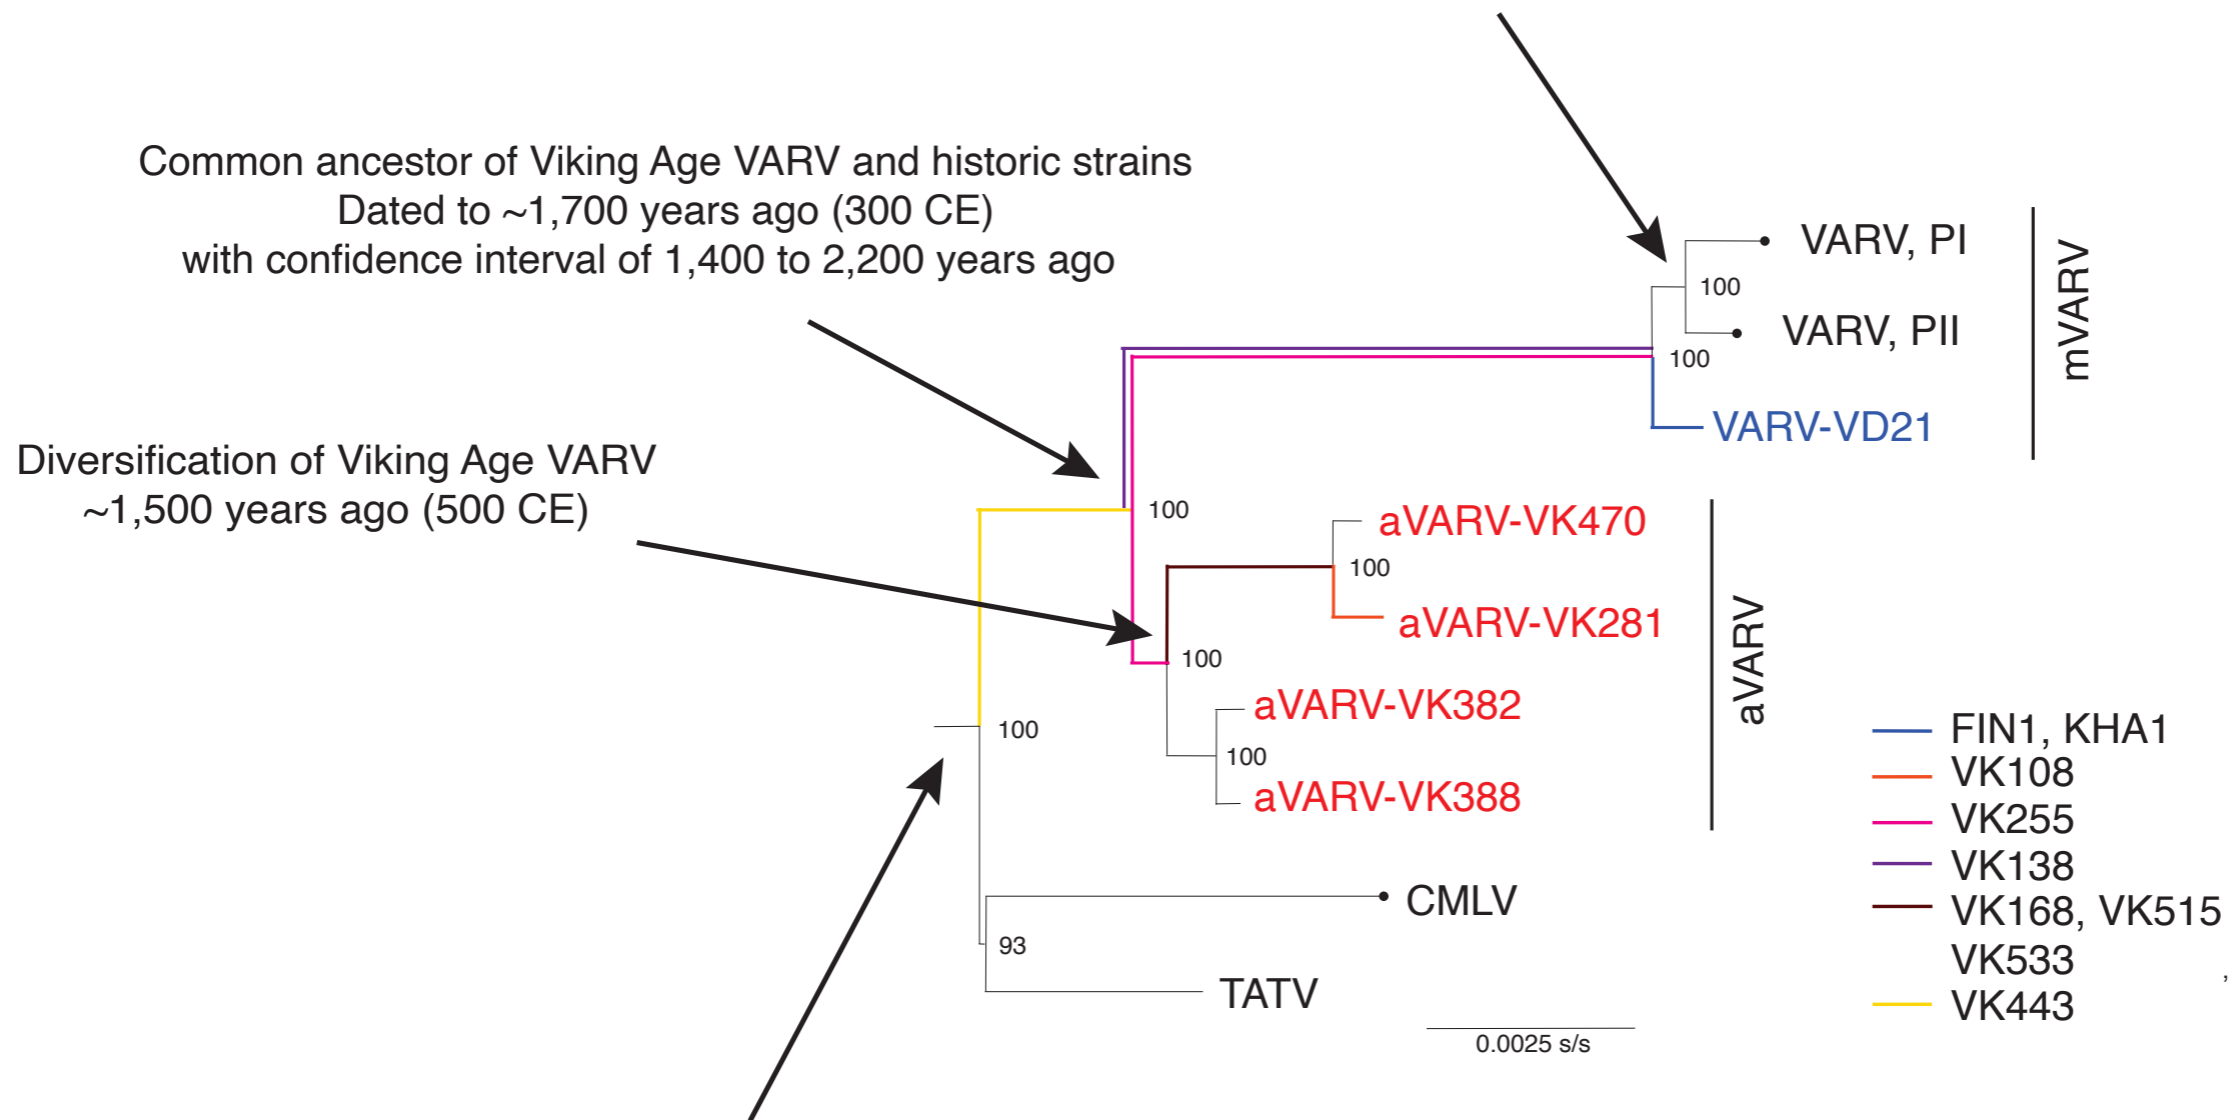 Common ancestor of Viking Age VARV and historic strains
Dated to ~1,700 years ago (300 CE)
with confidence interval of 1,400 to 2,200 years ago
Diversification of Viking Age VARV
~1,500 years ago (500 CE)
VARV, PI
100
VARV, PII
100
VARV-VD21
mVARV
100
aVARV-VK470
100
aVARV-VK281
100
aVARV-VK382
100
aVARV-VK388
aVARV
100
CMLV
93
TATV
0.0025 s/s
FIN1, KHA1
VK108
VK255
VK138
VK168, VK515
VK533
,
VK443